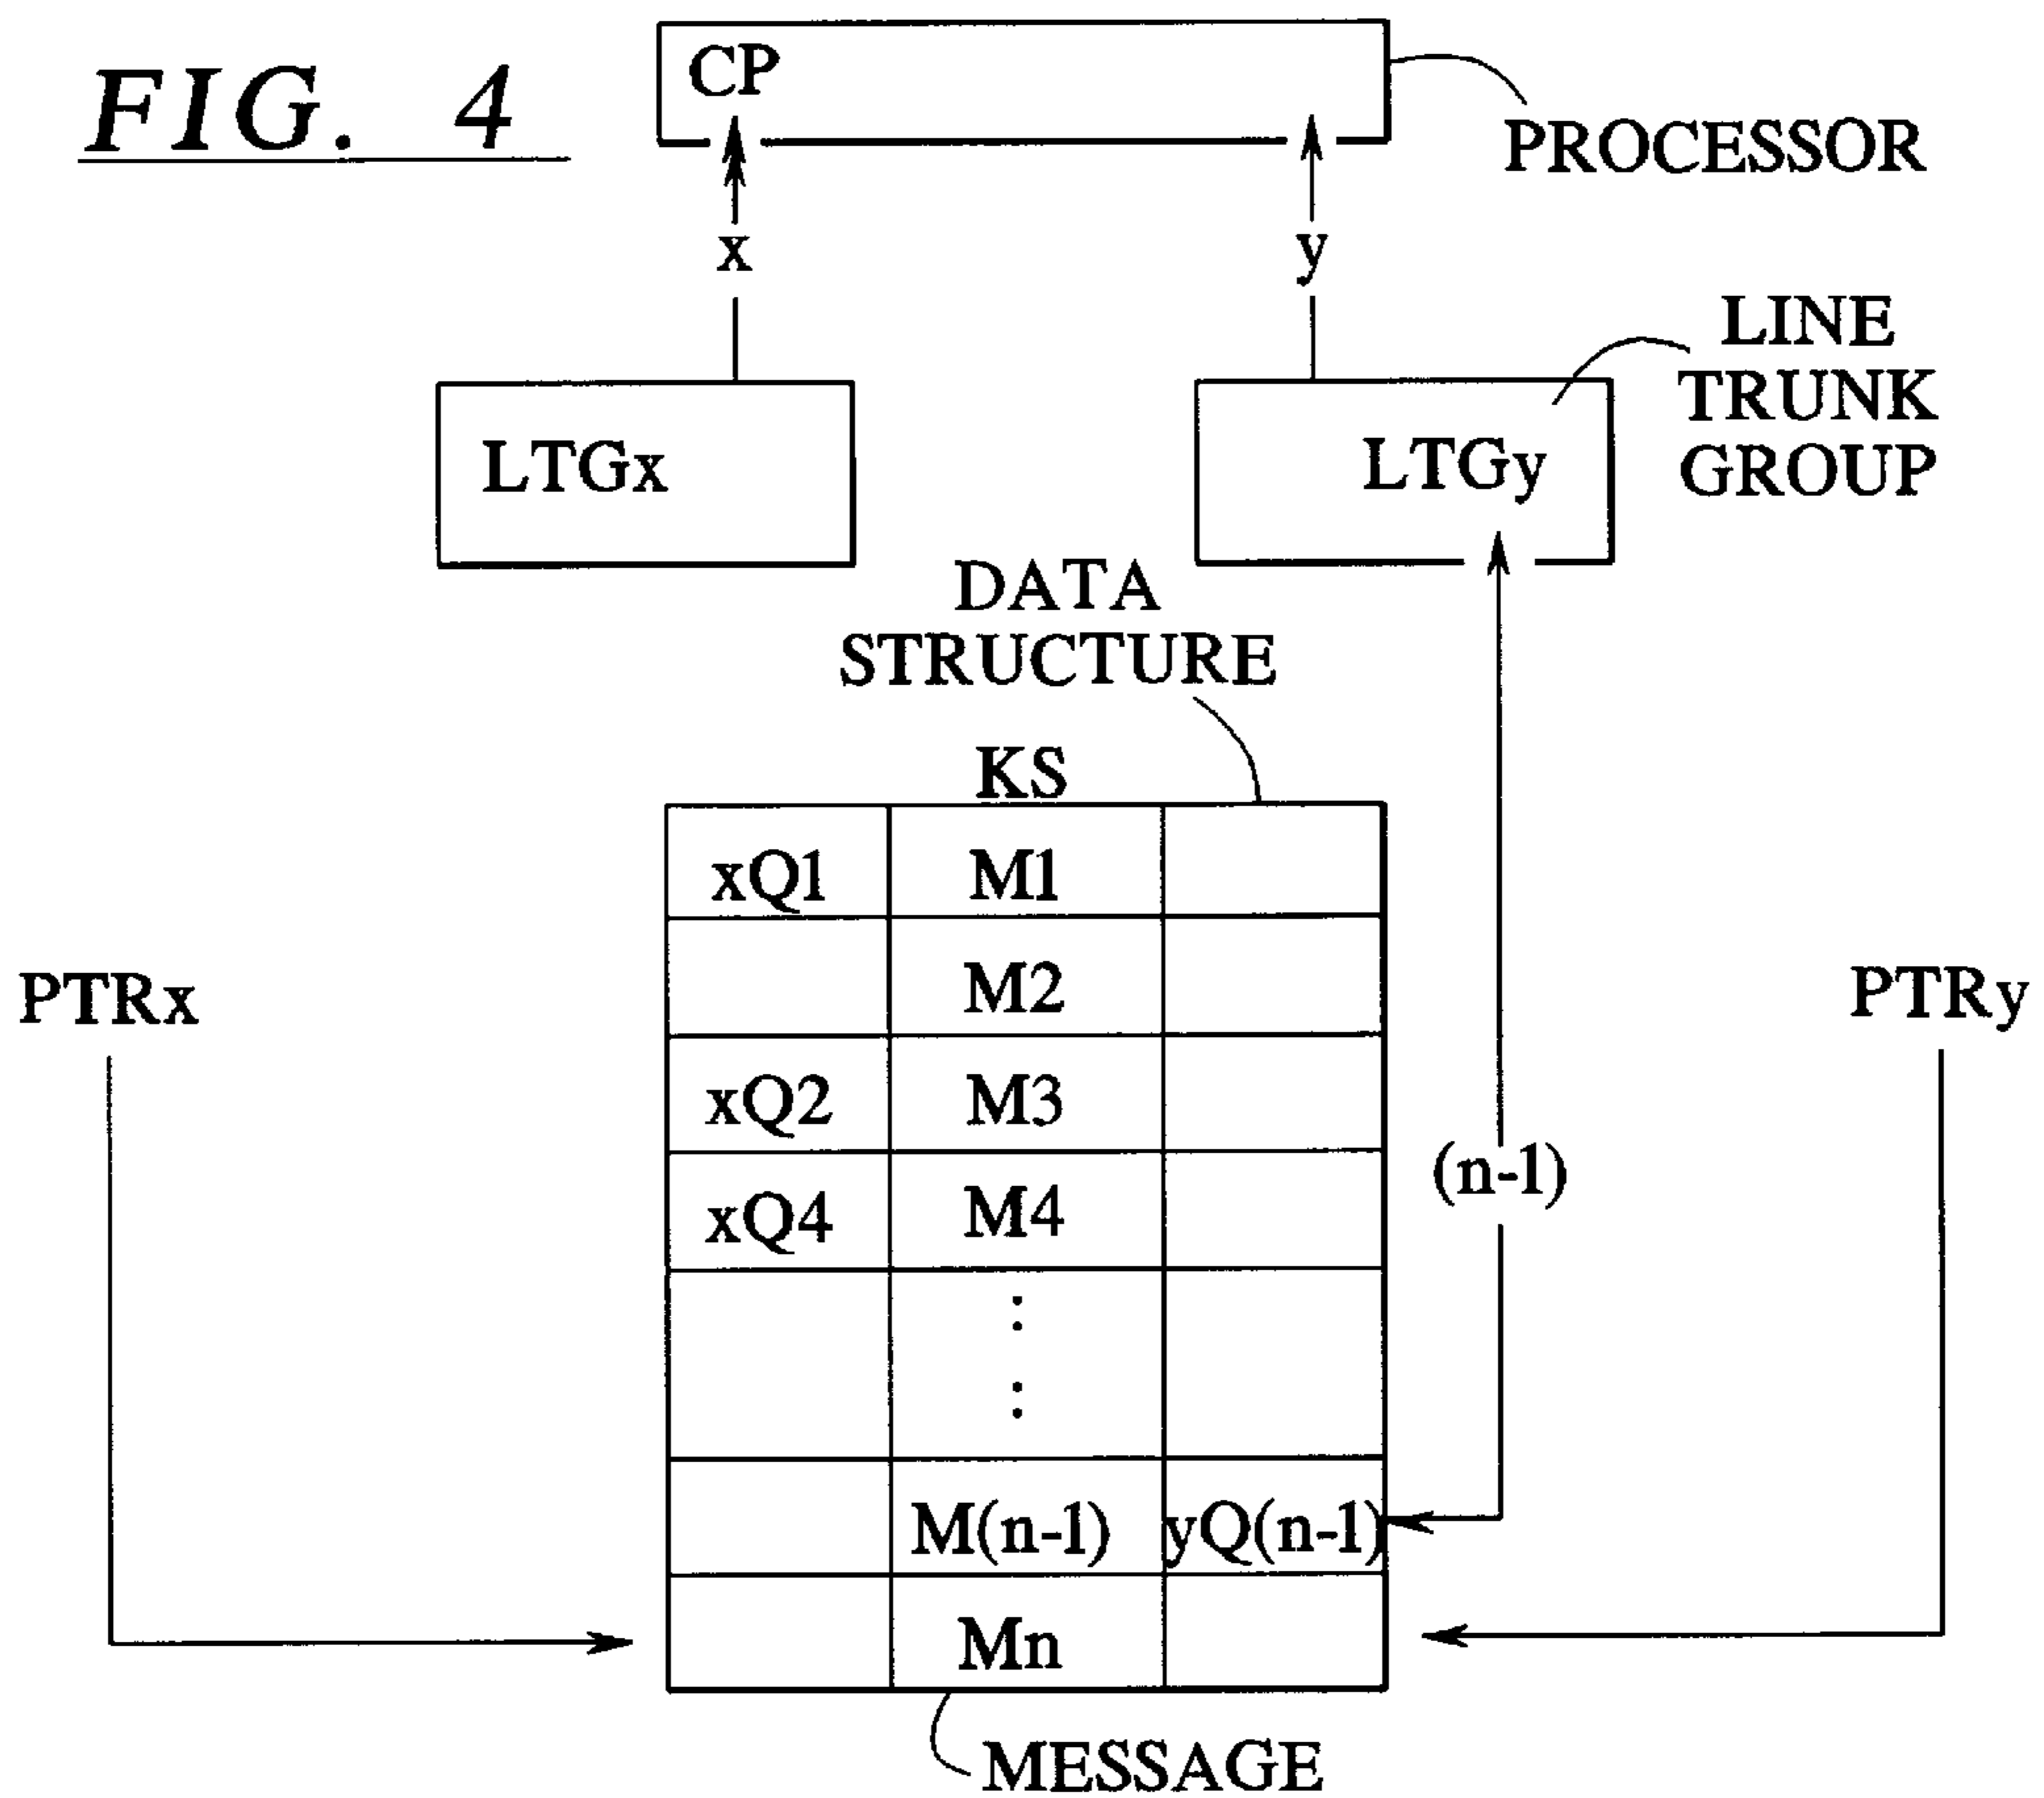 FIG. 4
CP
PROCESSOR
x
y
LINE
TRUNK
GROUP
LTGx
LTGy
DATA
STRUCTURE
KS
xQ1 M1
M2
PTRx
PTRy
xQ2 M3
(n-1)
xQ4 M4
M(n-1) yQ(n-1)
Mn
MESSAGE